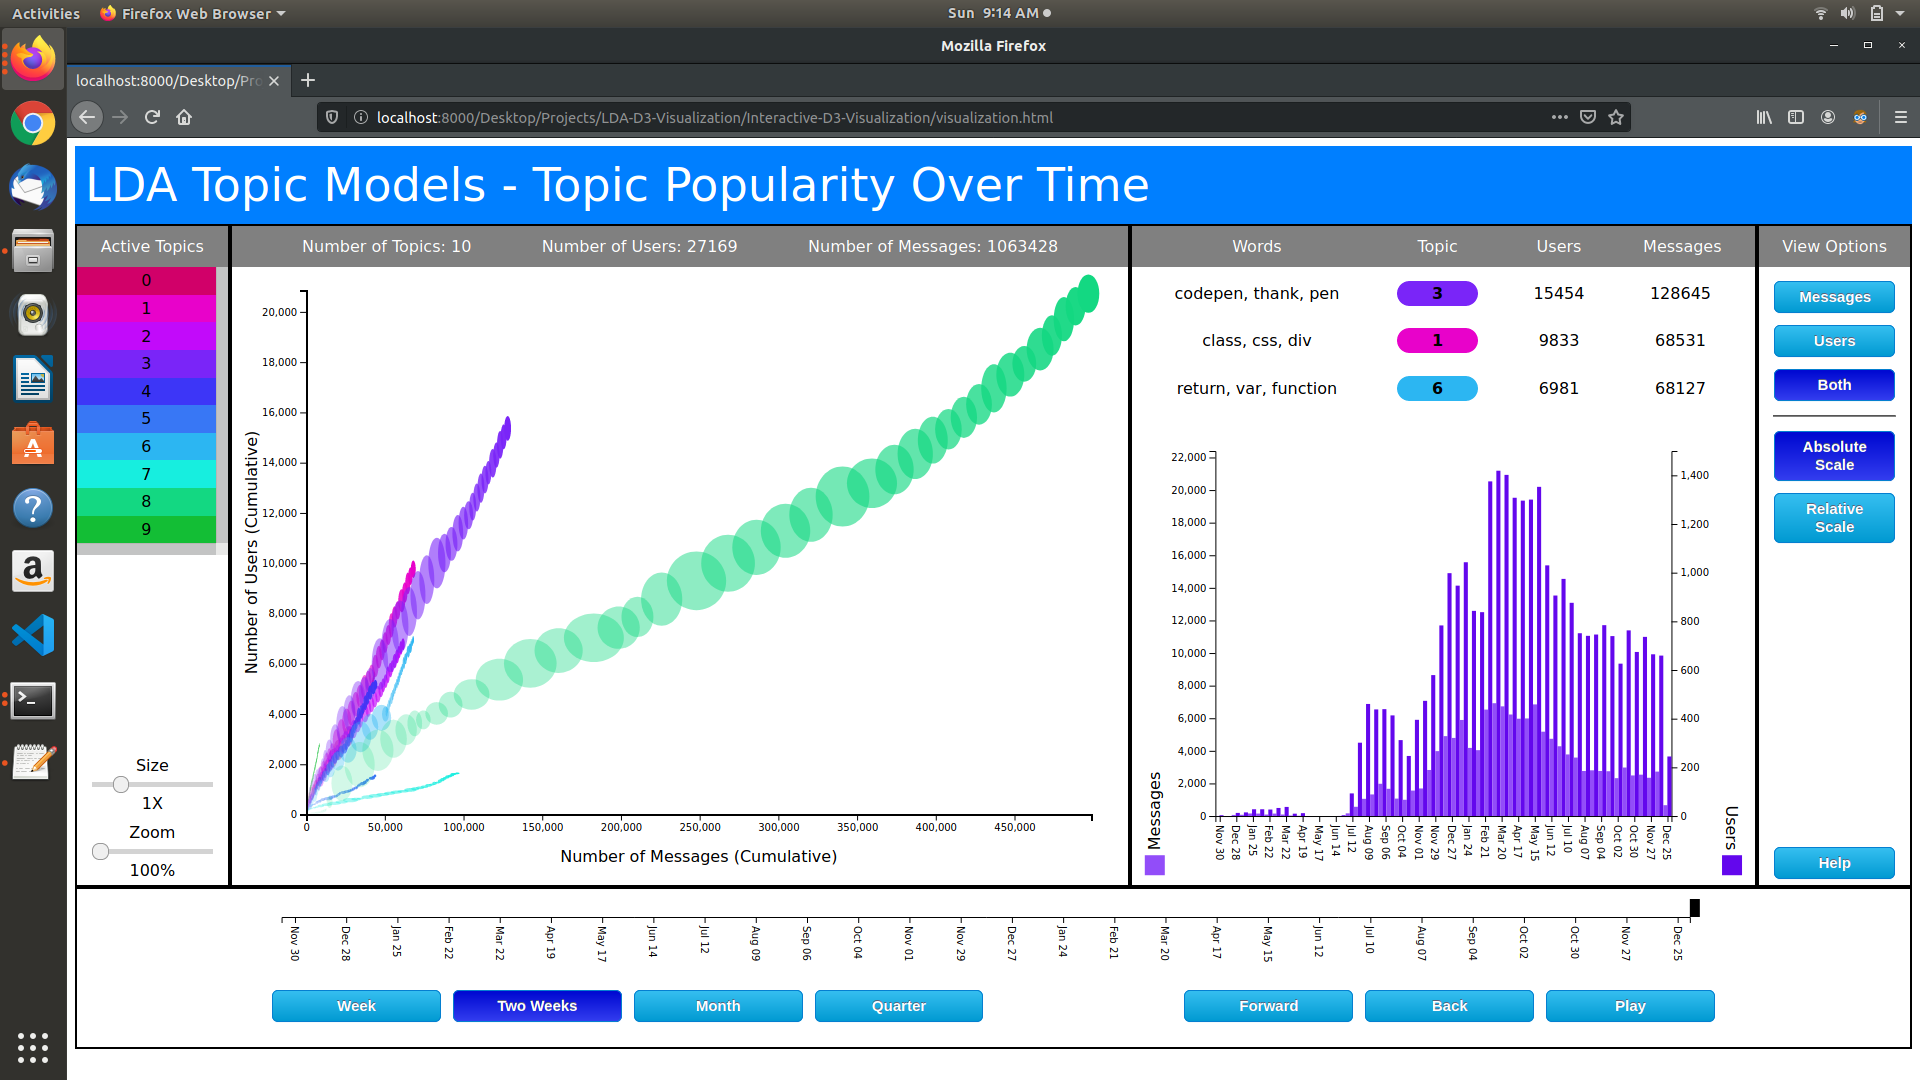 Activities
Firefox Web Browser
Sun 9:14 AM
Mozilla Firefox
localhost:8000/Desktop/Pro
localhost:8000/Desktop/Projects/LDA-D3-Visualization/Interactive-D3-Visualization/visualization.html
LDA Topic Models - Topic Popularity Over Time
Active Topics
0
1
2
3
4
5
6
7
8
9
Size
1X
Zoom
100%
Number of Topics: 10
Number of Users: 27169
Number of Messages: 1063428
Number of Users (Cumulative)
20,000
18,000
16,000
14,000
12,000
10,000
8,000
6,000
4,000
2,000
0
0 50,000 100,000 150,000 200,000 250,000 300,000 350,000 400,000 450,000
Number of Messages (Cumulative)
Words Topic Users Messages
codepen, thank, pen 3 15454 128645
class, css, div 1 9833 68531
return, var, function 6 6981 68127
22,000
20,000
18,000
16,000
14,000
12,000
10,000
8,000
6,000
4,000
2,000
0
Messages
1,400
1,200
1,000
800
600
400
200
0
Users
Nov 30 Dec 28 Jan 25 Feb 22 Mar 22 Apr 19 May 17 Jun 14 Jul 12 Aug 09 Sep 06 Oct 04 Nov 01 Nov 29 Dec 27 Jan 24 Feb 21 Mar 20 Apr 17 May 15 Jun 12 Jul 10 Aug 07 Sep 04 Oct 02 Oct 30 Nov 27 Dec 25
View Options
Messages
Users
Both
Absolute
Scale
Relative
Scale
Help
Nov 30 Dec 28 Jan 25 Feb 22 Mar 22 Apr 19 May 17 Jun 14 Jul 12 Aug 09 Sep 06 Oct 04 Nov 01 Nov 29 Dec 27 Jan 24 Feb 21 Mar 20 Apr 17 May 15 Jun 12 Jul 10 Aug 07 Sep 04 Oct 02 Oct 30 Nov 27 Dec 25
Week
Two Weeks
Month
Quarter
Forward
Back
Play